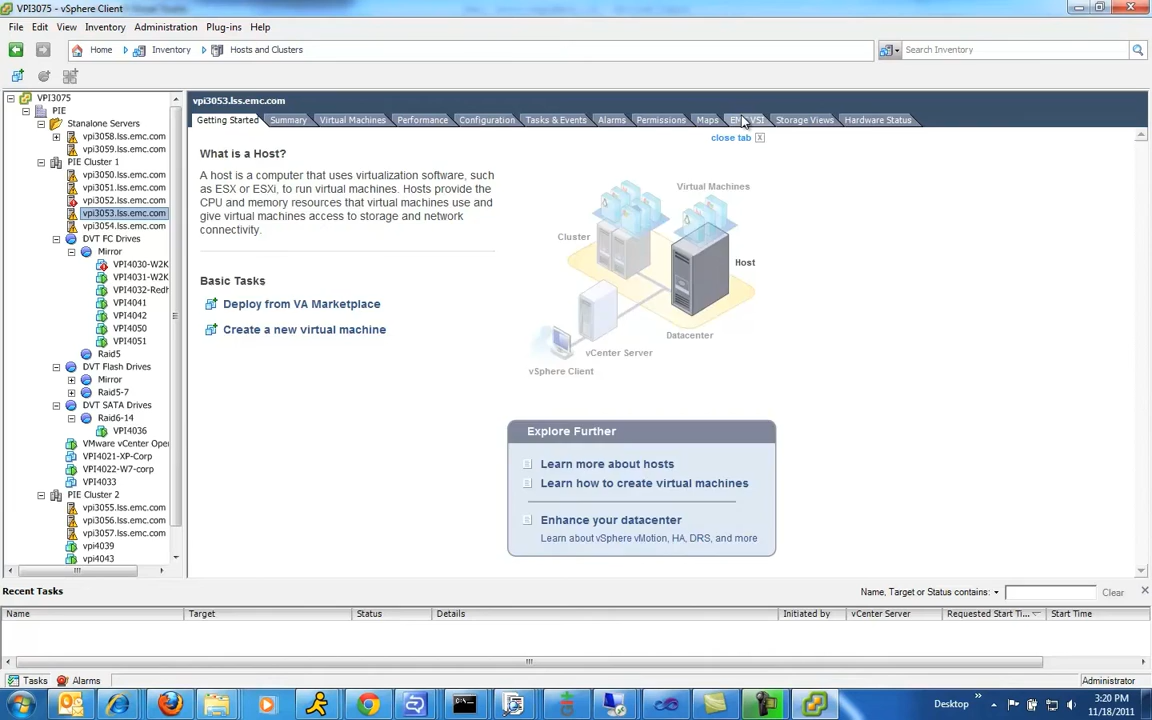 VPI3075 - vSphere Client
File Edit View Inventory Administration Plug-ins Help
Home Inventory Hosts and Clusters
Search Inventory
VPI3075
PIE
Stanalone Servers
vpi3058.lss.emc.com
vpi3059.lss.emc.com
PIE Cluster 1
vpi3050.lss.emc.com
vpi3051.lss.emc.com
vpi3052.lss.emc.com
vpi3053.lss.emc.com
vpi3054.lss.emc.com
DVT FC Drives
Mirror
VPI4030-W2K
VPI4031-W2K
VPI4032-Redh
VPI4041
VPI4042
VPI4050
VPI4051
Raid5
DVT Flash Drives
Mirror
Raid5-7
DVT SATA Drives
Raid6-14
VPI4036
VMware vCenter Oper
VPI4021-XP-Corp
VPI4022-W7-corp
VPI4033
PIE Cluster 2
vpi3055.lss.emc.com
vpi3056.lss.emc.com
vpi3057.lss.emc.com
vpi4039
vpi4043
vpi3053.lss.emc.com
Getting Started Summary Virtual Machines Performance Configuration Tasks & Events Alarms Permissions Maps EMC VSI Storage Views Hardware Status
close tab X
What is a Host?
A host is a computer that uses virtualization software, such
as ESX or ESXi, to run virtual machines. Hosts provide the
CPU and memory resources that virtual machines use and
give virtual machines access to storage and network
connectivity.
Basic Tasks
Deploy from VA Marketplace
Create a new virtual machine
Virtual Machines
Cluster
Host
Datacenter
vCenter Server
vSphere Client
Explore Further
Learn more about hosts
Learn how to create virtual machines
Enhance your datacenter
Learn about vSphere vMotion, HA, DRS, and more
Recent Tasks
Name, Target or Status contains: Clear
Name Target Status Details Initiated by vCenter Server Requested Start Ti... Start Time
Tasks Alarms
Administrator
Desktop
3:20 PM
11/18/2011